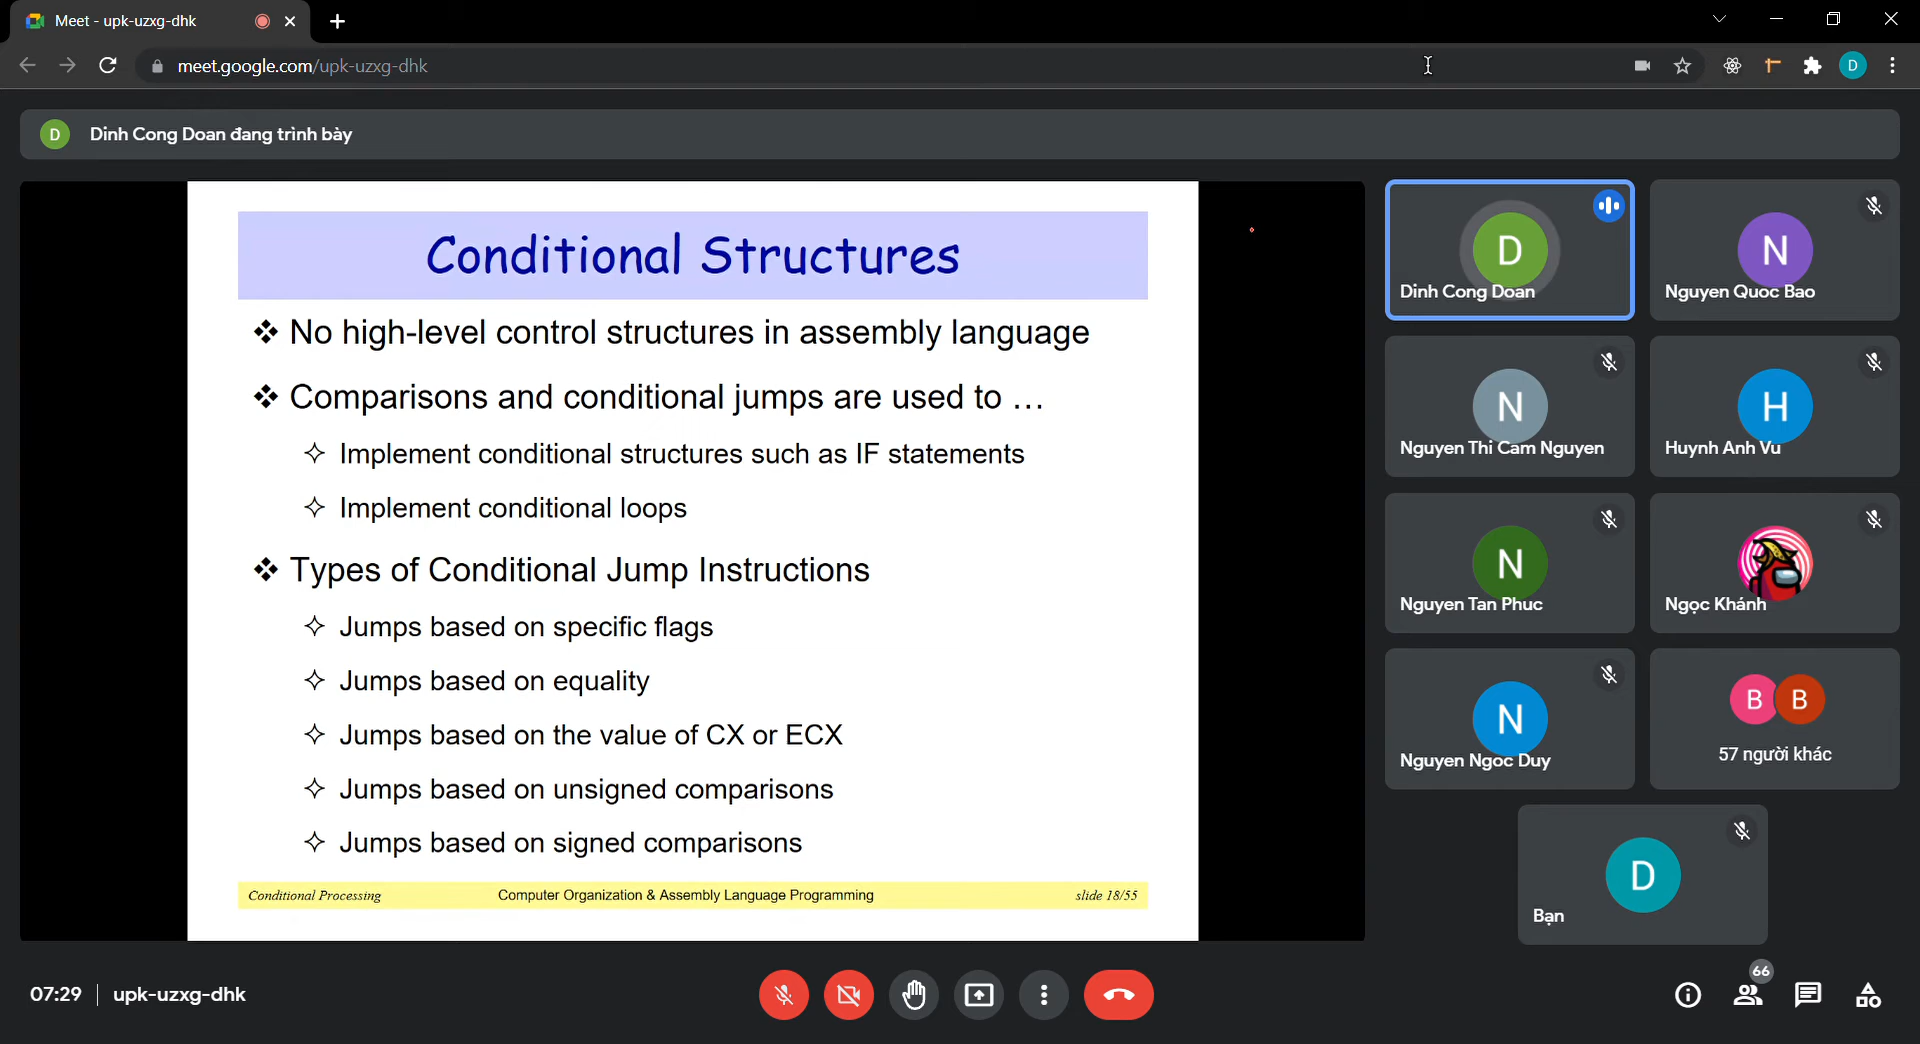 Meet - upk-uzxg-dhk
meet.google.com/upk-uzxg-dhk
D
D
Dinh Cong Doan đang trình bày
Conditional Structures
No high-level control structures in assembly language
Comparisons and conditional jumps are used to …
Implement conditional structures such as IF statements
Implement conditional loops
Types of Conditional Jump Instructions
Jumps based on specific flags
Jumps based on equality
Jumps based on the value of CX or ECX
Jumps based on unsigned comparisons
Jumps based on signed comparisons
Conditional Processing
Computer Organization & Assembly Language Programming
slide 18/55
D
Dinh Cong Doan
N
Nguyen Quoc Bao
N
Nguyen Thi Cam Nguyen
H
Huynh Anh Vu
N
Nguyen Tan Phuc
Ngọc Khánh
N
Nguyen Ngoc Duy
B B
57 người khác
D
Bạn
07:29
upk-uzxg-dhk
66